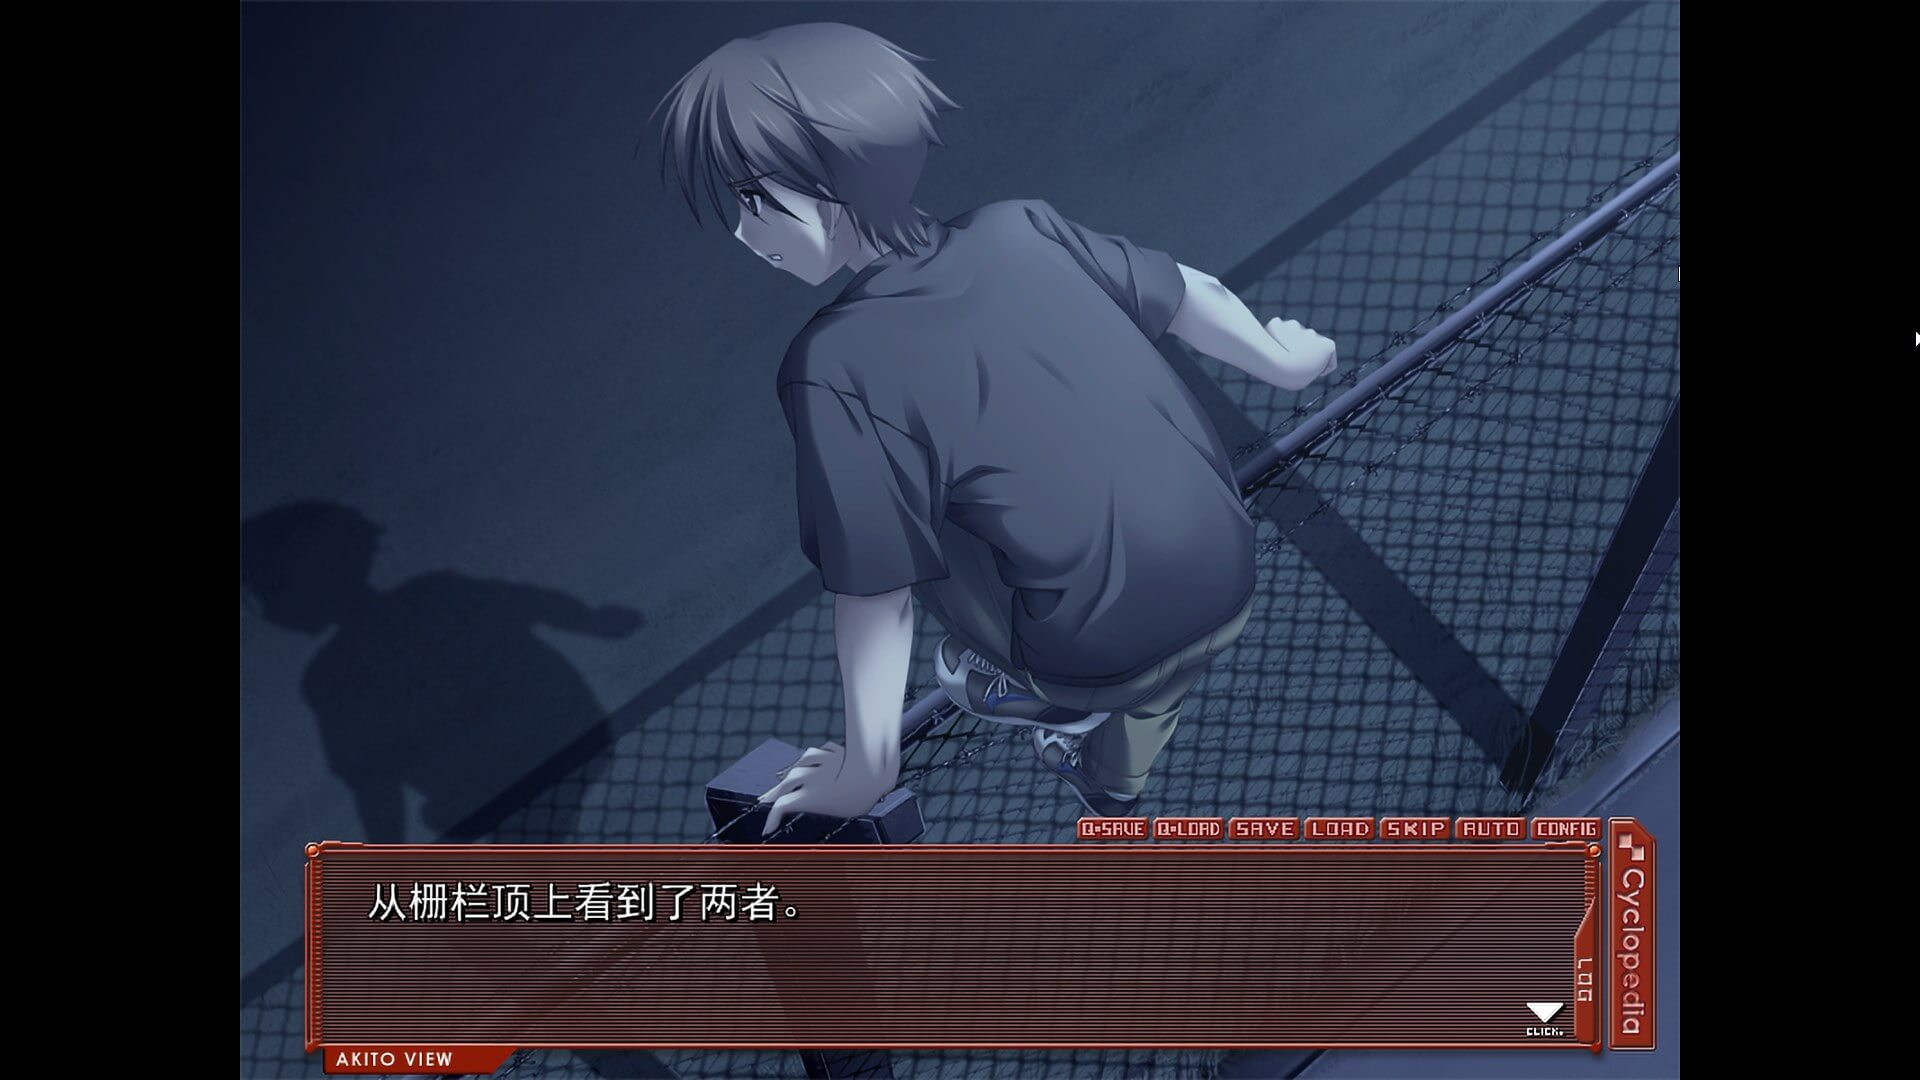 Q-SAVE Q-LOAD SAVE LOAD SKIP AUTO CONFIG
从栅栏顶上看到了两者。
Cyclopedia
LOG
CLICK.
AKITO VIEW